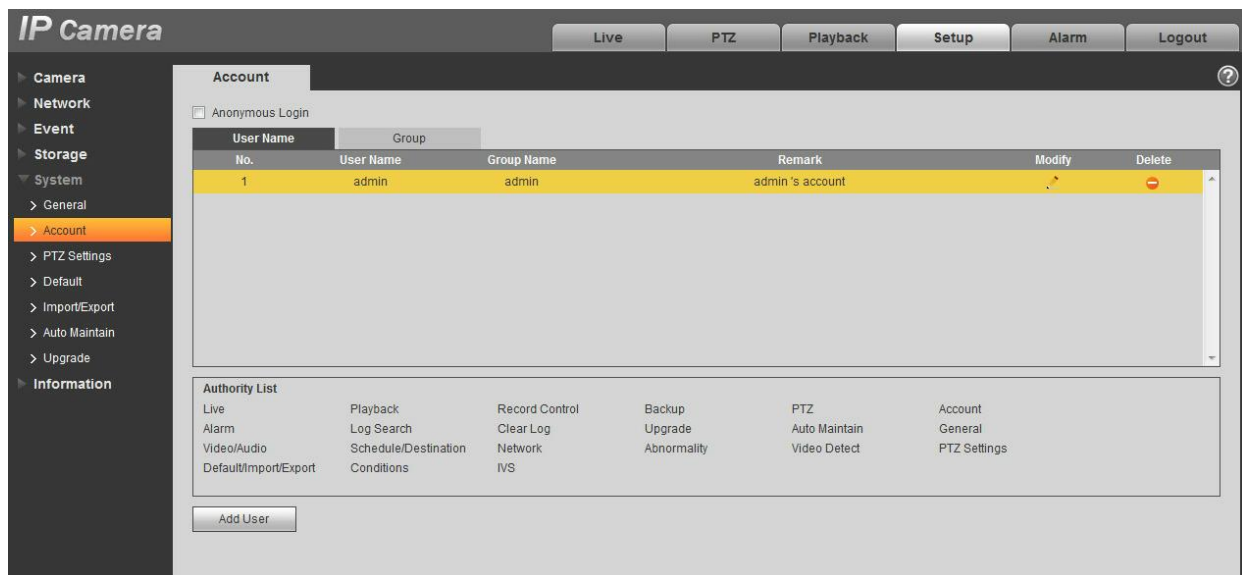 IP Camera
Live PTZ Playback Setup Alarm Logout
Camera
Network
Event
Storage
System
General
Account
PTZ Settings
Default
Import/Export
Auto Maintain
Upgrade
Information
Account
?
Anonymous Login
User Name Group
No. User Name Group Name Remark Modify Delete
1 admin admin admin 's account
Authority List
Live Playback Record Control Backup PTZ Account
Alarm Log Search Clear Log Upgrade Auto Maintain General
Video/Audio Schedule/Destination Network Abnormality Video Detect PTZ Settings
Default/Import/Export Conditions IVS
Add User